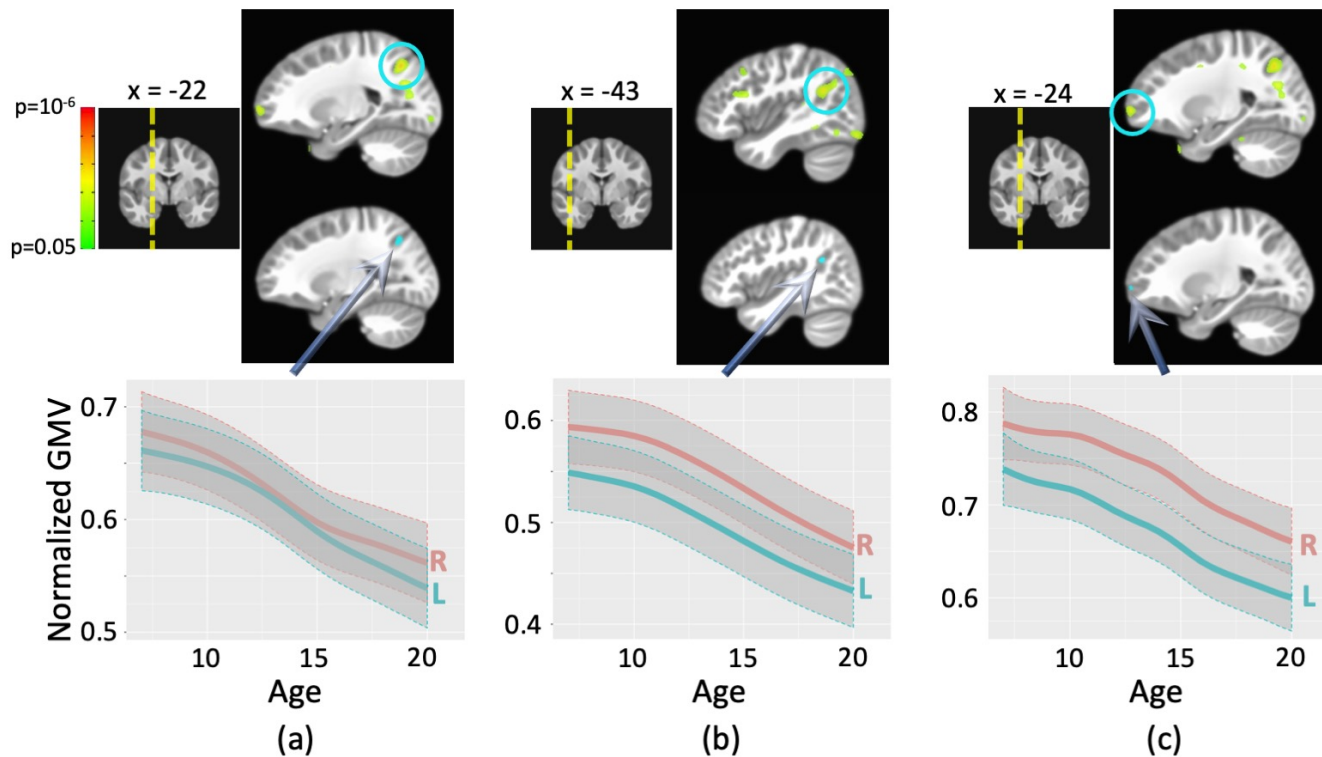 x = -22
p=10-6
p=0.05
x = -43
x = -24
Normalized GMV
0.7
0.6
0.5
R
L
10
15
20
Age
(a)
0.6
0.5
0.4
R
L
10
15
20
Age
(b)
0.8
0.7
0.6
R
L
10
15
20
Age
(c)